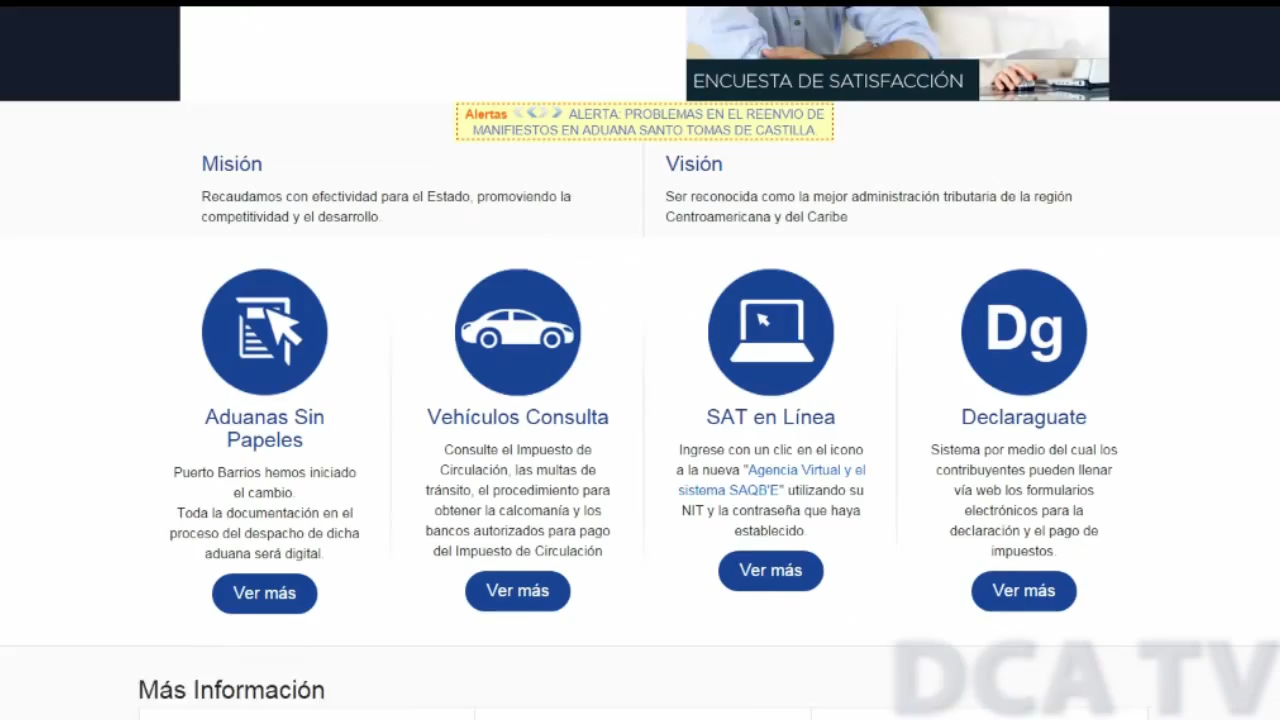 ENCUESTA DE SATISFACCIÓN
Alertas ALERTA: PROBLEMAS EN EL REENVIO DE
MANIFIESTOS EN ADUANA SANTO TOMAS DE CASTILLA.
Misión
Recaudamos con efectividad para el Estado, promoviendo la
competitividad y el desarrollo.
Visión
Ser reconocida como la mejor administración tributaria de la región
Centroamericana y del Caribe
Aduanas Sin
Papeles
Puerto Barrios hemos iniciado
el cambio.
Toda la documentación en el
proceso del despacho de dicha
aduana será digital.
Ver más
Vehículos Consulta
Consulte el Impuesto de
Circulación, las multas de
tránsito, el procedimiento para
obtener la calcomanía y los
bancos autorizados para pago
del Impuesto de Circulación
Ver más
SAT en Línea
Ingrese con un clic en el icono
a la nueva "Agencia Virtual y el
sistema SAQB'E" utilizando su
NIT y la contraseña que haya
establecido.
Ver más
Dg
Declaraguate
Sistema por medio del cual los
contribuyentes pueden llenar
vía web los formularios
electrónicos para la
declaración y el pago de
impuestos.
Ver más
Más Información
DCA TV